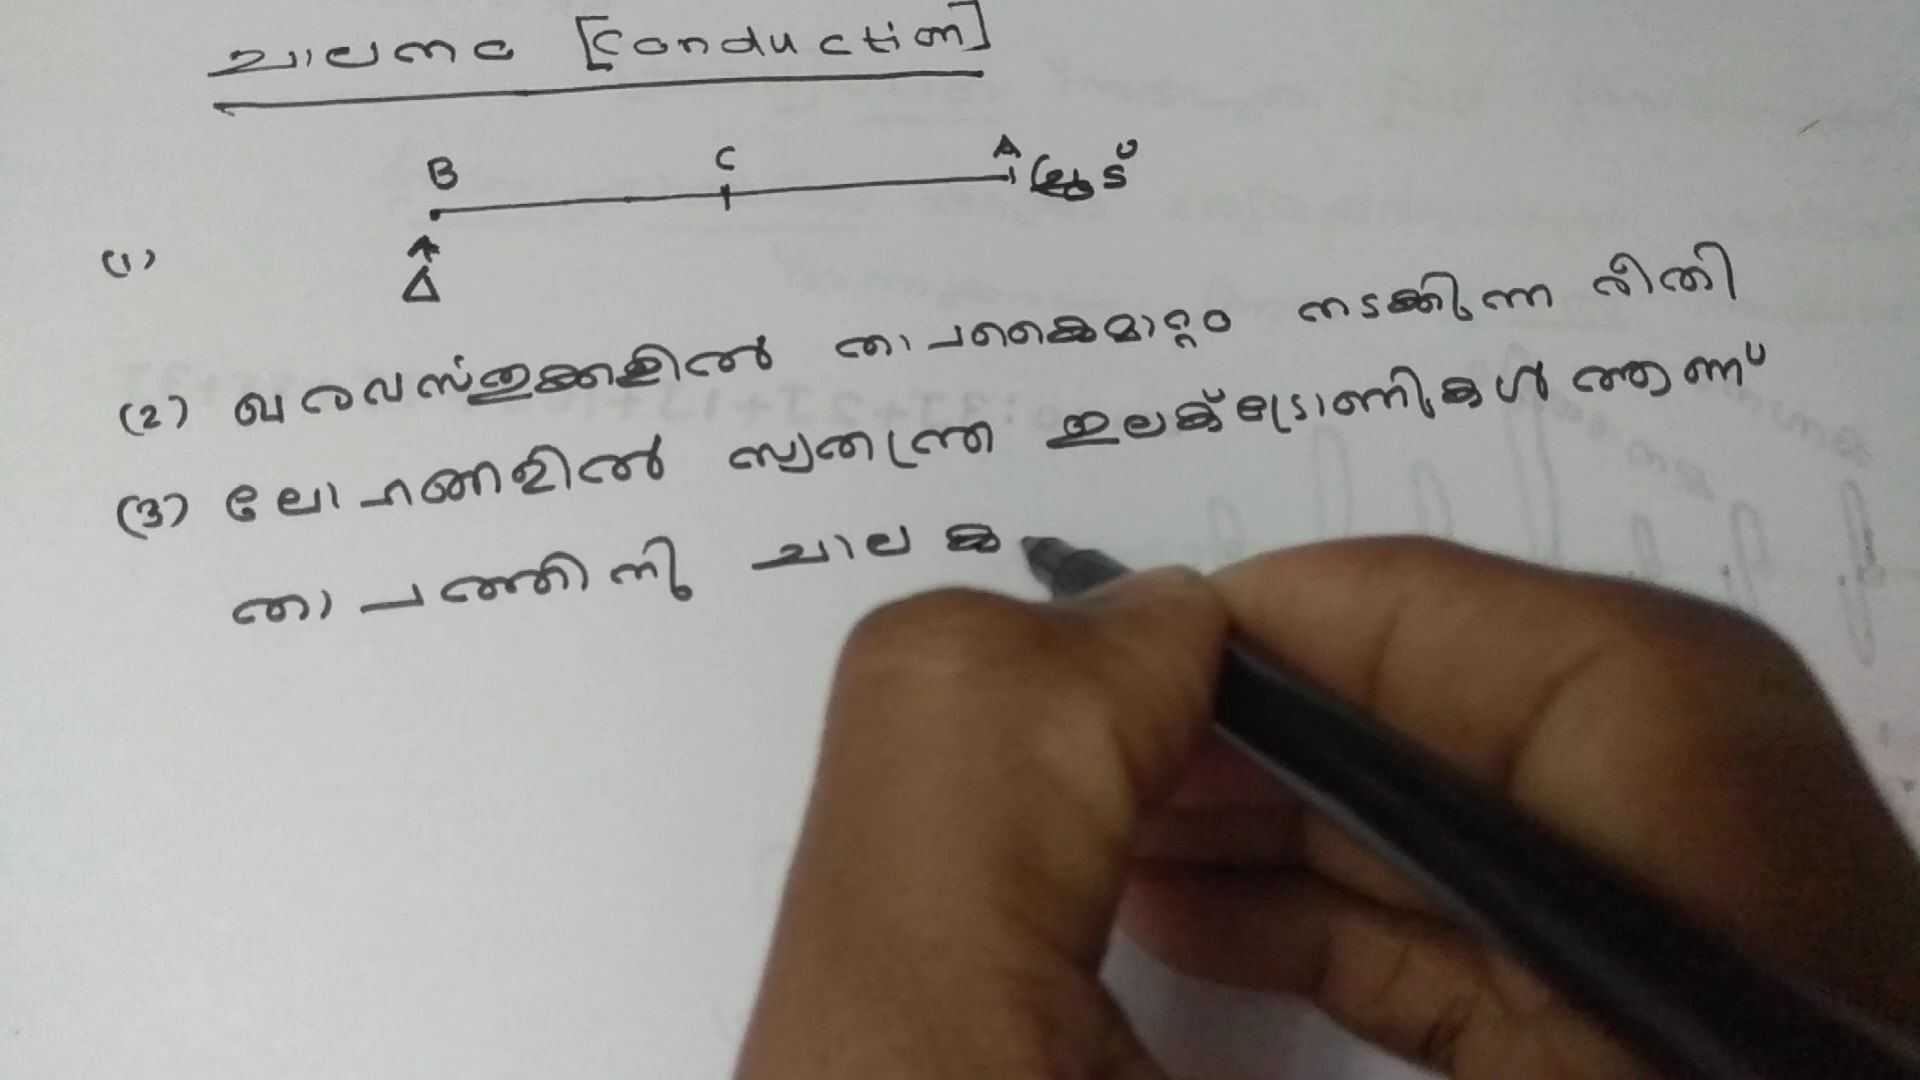 ചാലനം [Conduction]
B C A ചൂട്
(1)
(2) ഖരവസ്തുക്കളിൽ താപകൈമാറ്റം നടക്കുന്ന രീതി
(3) ലോഹങ്ങളിൽ സ്വതന്ത്ര ഇലക്ട്രോണുകൾ ആണ്
താപത്തിനു ചാലക